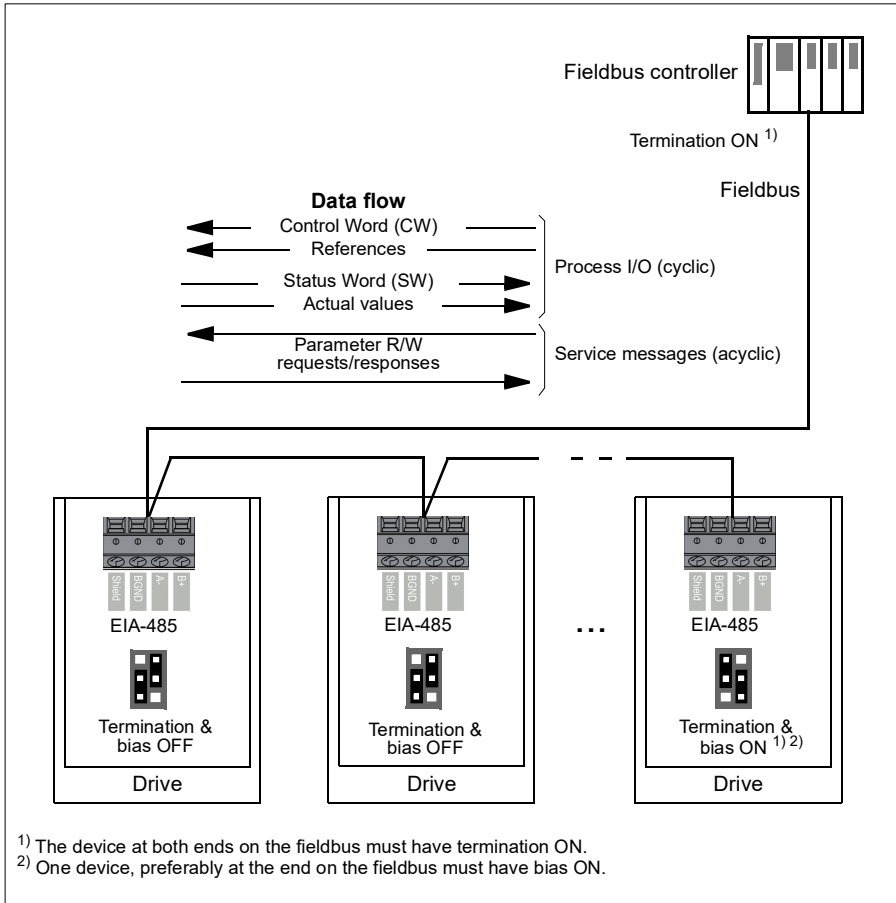 Fieldbus controller
Termination ON 1)
Fieldbus
Data flow
Control Word (CW)
References
Status Word (SW)
Actual values
Process I/O (cyclic)
Parameter R/W
requests/responses
Service messages (acyclic)
Shield
BGND
A-
B+
EIA-485
Termination &
bias OFF
Drive
Shield
BGND
A-
B+
EIA-485
Termination &
bias OFF
Drive
...
Shield
BGND
A-
B+
EIA-485
Termination &
bias ON 1) 2)
Drive
1) The device at both ends on the fieldbus must have termination ON.
2) One device, preferably at the end on the fieldbus must have bias ON.